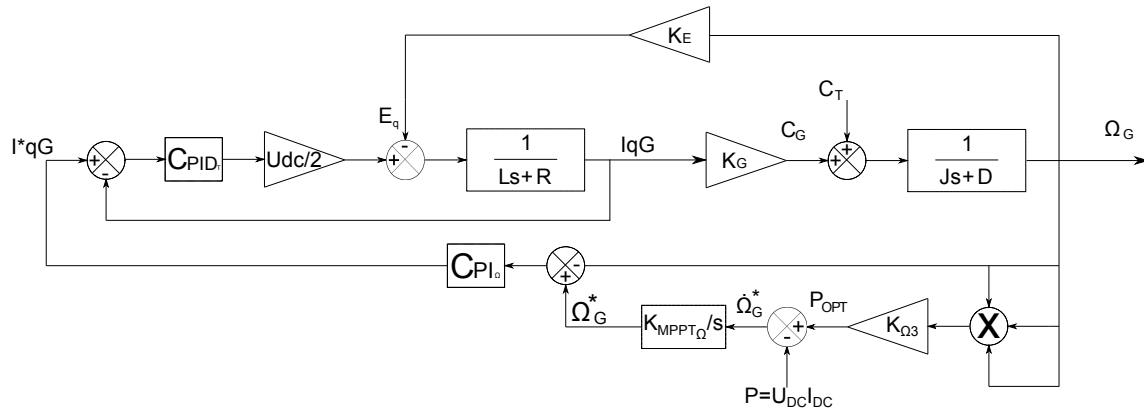 K_E
C_T
E_q
I*qG
+
-
C_PID_τ
Udc/2
+
-
1
Ls+R
IqG
K_G
C_G
+
+
1
Js+D
Ω_G
C_PI_Ω
-
+
Ω*_G
K_MPPT_Ω/s
Ω̇*_G
+
-
P_OPT
K_Ω3
X
P=U_DC I_DC